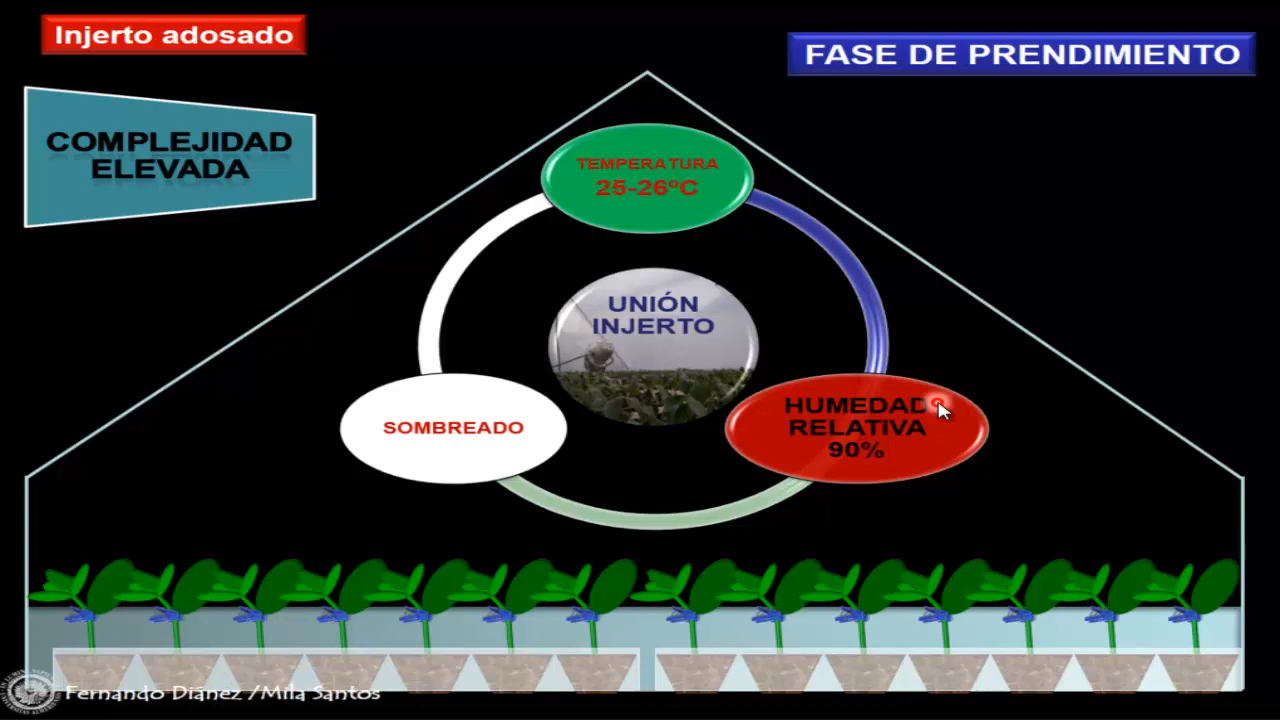 Injerto adosado
FASE DE PRENDIMIENTO
COMPLEJIDAD
ELEVADA
TEMPERATURA
25-26ºC
UNIÓN
INJERTO
SOMBREADO
HUMEDAD
RELATIVA
90%
Fernando Diánez /Mila Santos